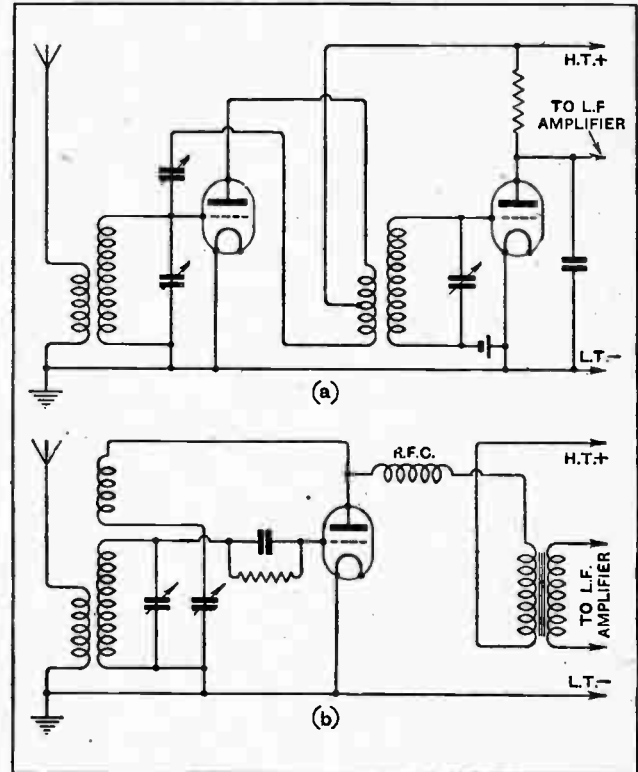 H.T.+
TO L.F
AMPLIFIER
L.T.-
(a)
R.F.C.
H.T.+
TO L.F.
AMPLIFIER
L.T.-
(b)